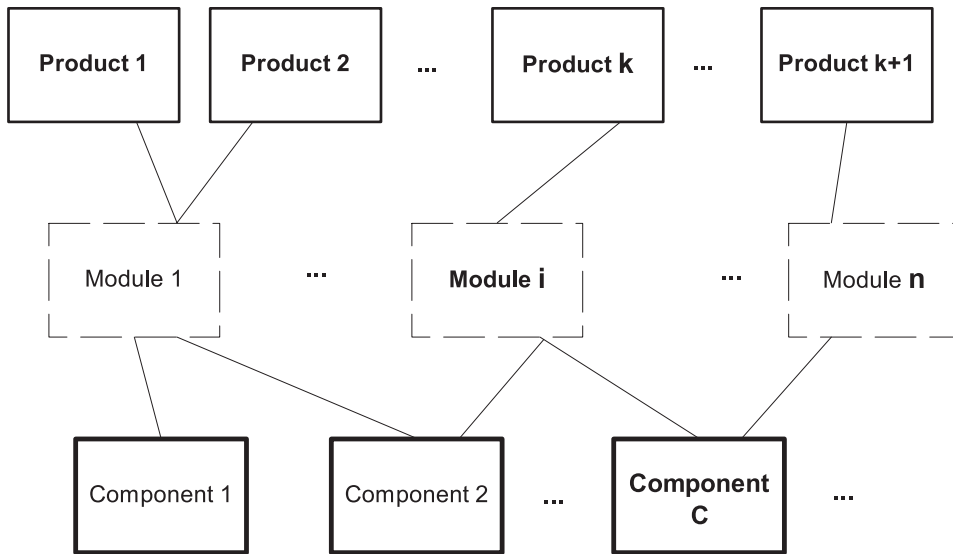 Product 1
Product 2
...
Product k
...
Product k+1
Module 1
...
Module i
...
Module n
Component 1
Component 2
...
Component
C
...